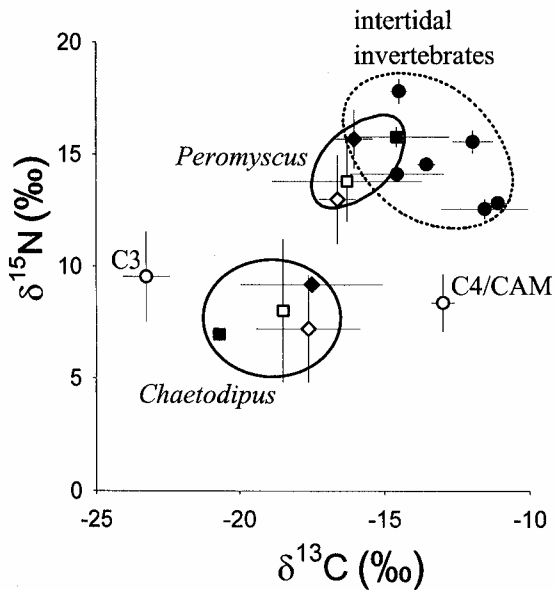 intertidal
invertebrates
20
Peromyscus
15
δ15N (‰)
C3
10
C4/CAM
5
Chaetodipus
0
-25
-20
-15
-10
δ13C (‰)